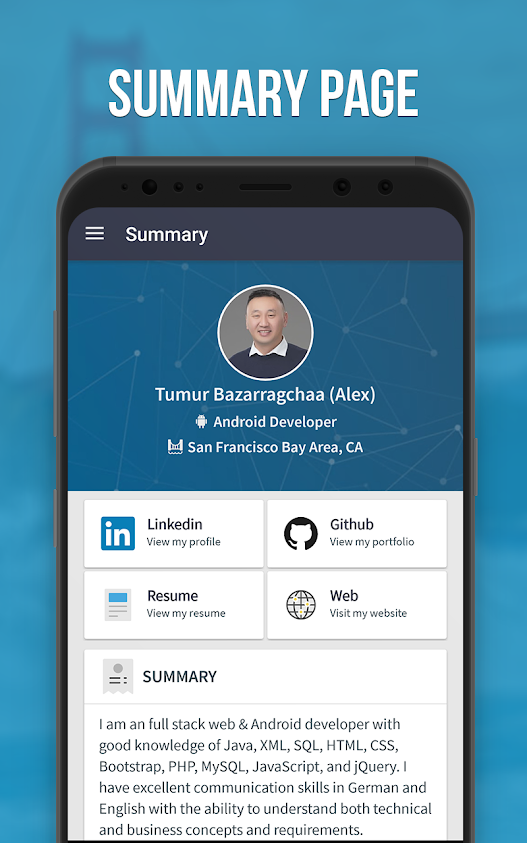 SUMMARY PAGE
Summary
Tumur Bazarragchaa (Alex)
Android Developer
San Francisco Bay Area, CA
in Linkedin
View my profile
Github
View my portfolio
Resume
View my resume
Web
Visit my website
SUMMARY
I am an full stack web & Android developer with
good knowledge of Java, XML, SQL, HTML, CSS,
Bootstrap, PHP, MySQL, JavaScript, and jQuery. I
have excellent communication skills in German and
English with the ability to understand both technical
and business concepts and requirements.